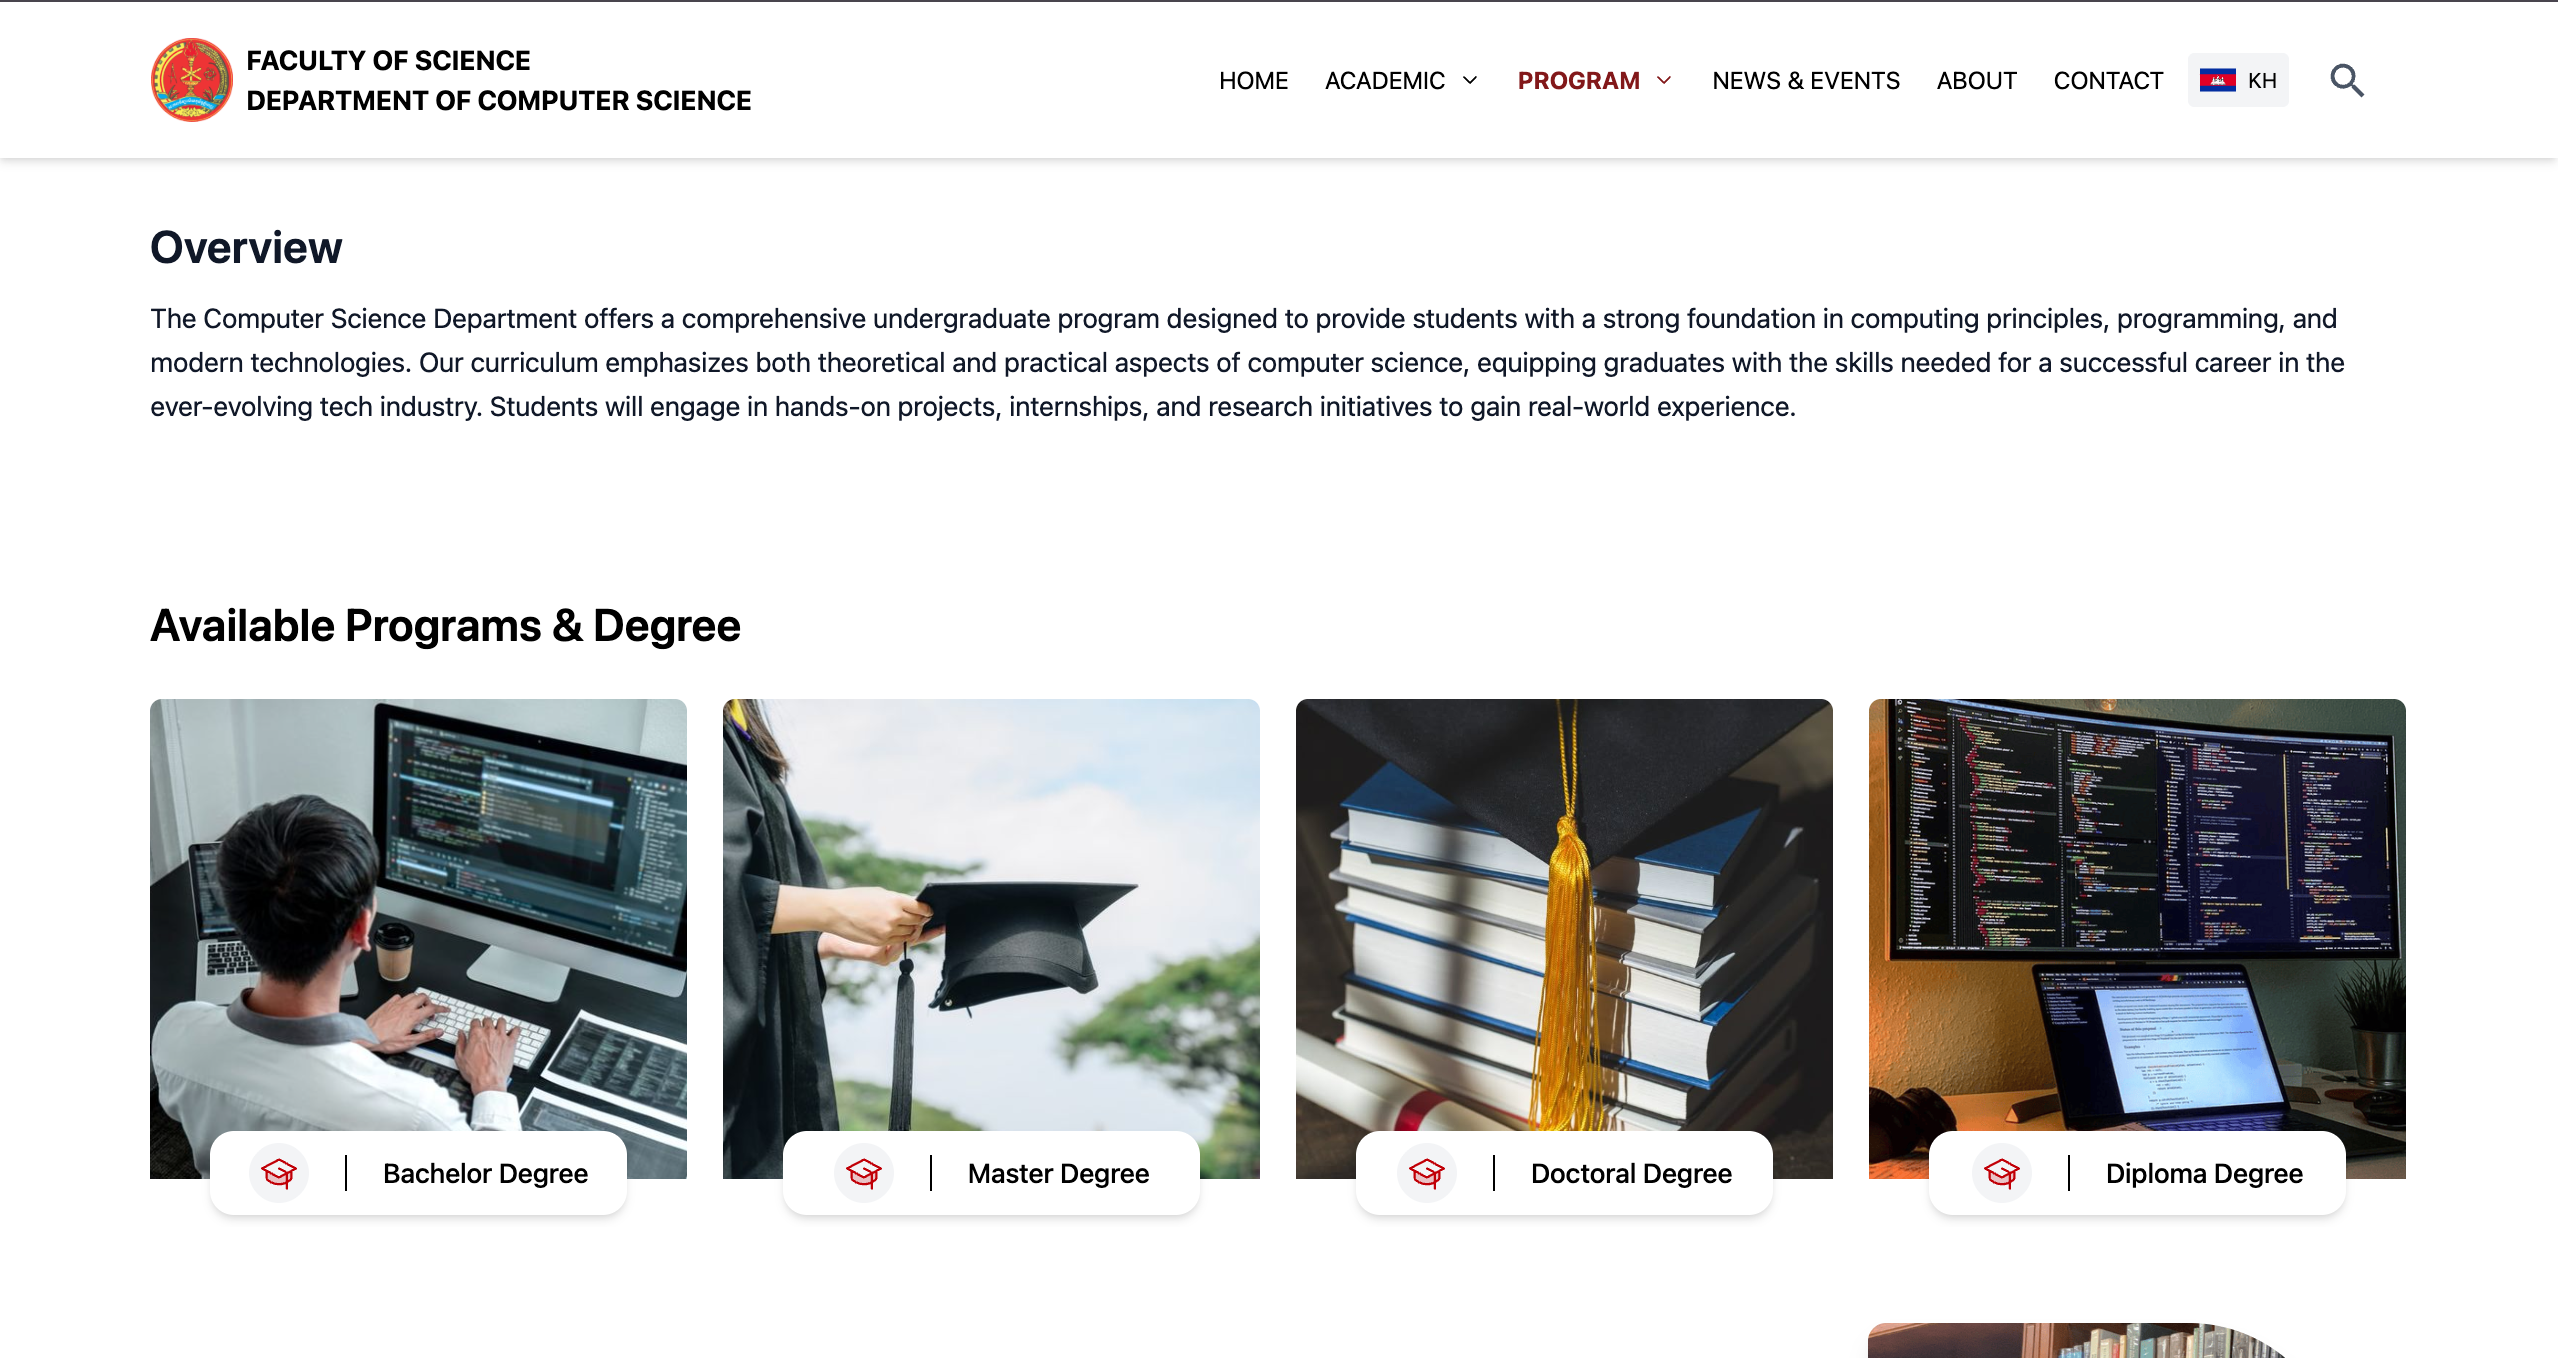 FACULTY OF SCIENCE
DEPARTMENT OF COMPUTER SCIENCE
HOME
ACADEMIC
PROGRAM
NEWS & EVENTS
ABOUT
CONTACT
KH
Overview
The Computer Science Department offers a comprehensive undergraduate program designed to provide students with a strong foundation in computing principles, programming, and
modern technologies. Our curriculum emphasizes both theoretical and practical aspects of computer science, equipping graduates with the skills needed for a successful career in the
ever-evolving tech industry. Students will engage in hands-on projects, internships, and research initiatives to gain real-world experience.
Available Programs & Degree
Bachelor Degree
Master Degree
Doctoral Degree
Diploma Degree